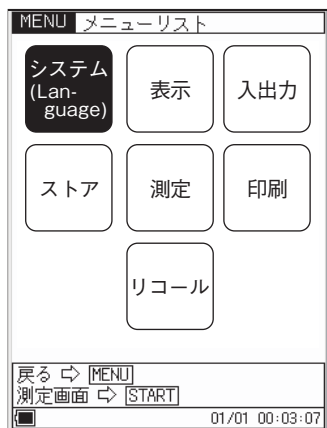 MENU メニューリスト
システム
(Lan-
guage)
表示
入出力
ストア
測定
印刷
リコール
戻る ⇨ MENU
測定画面 ⇨ START
01/01 00:03:07